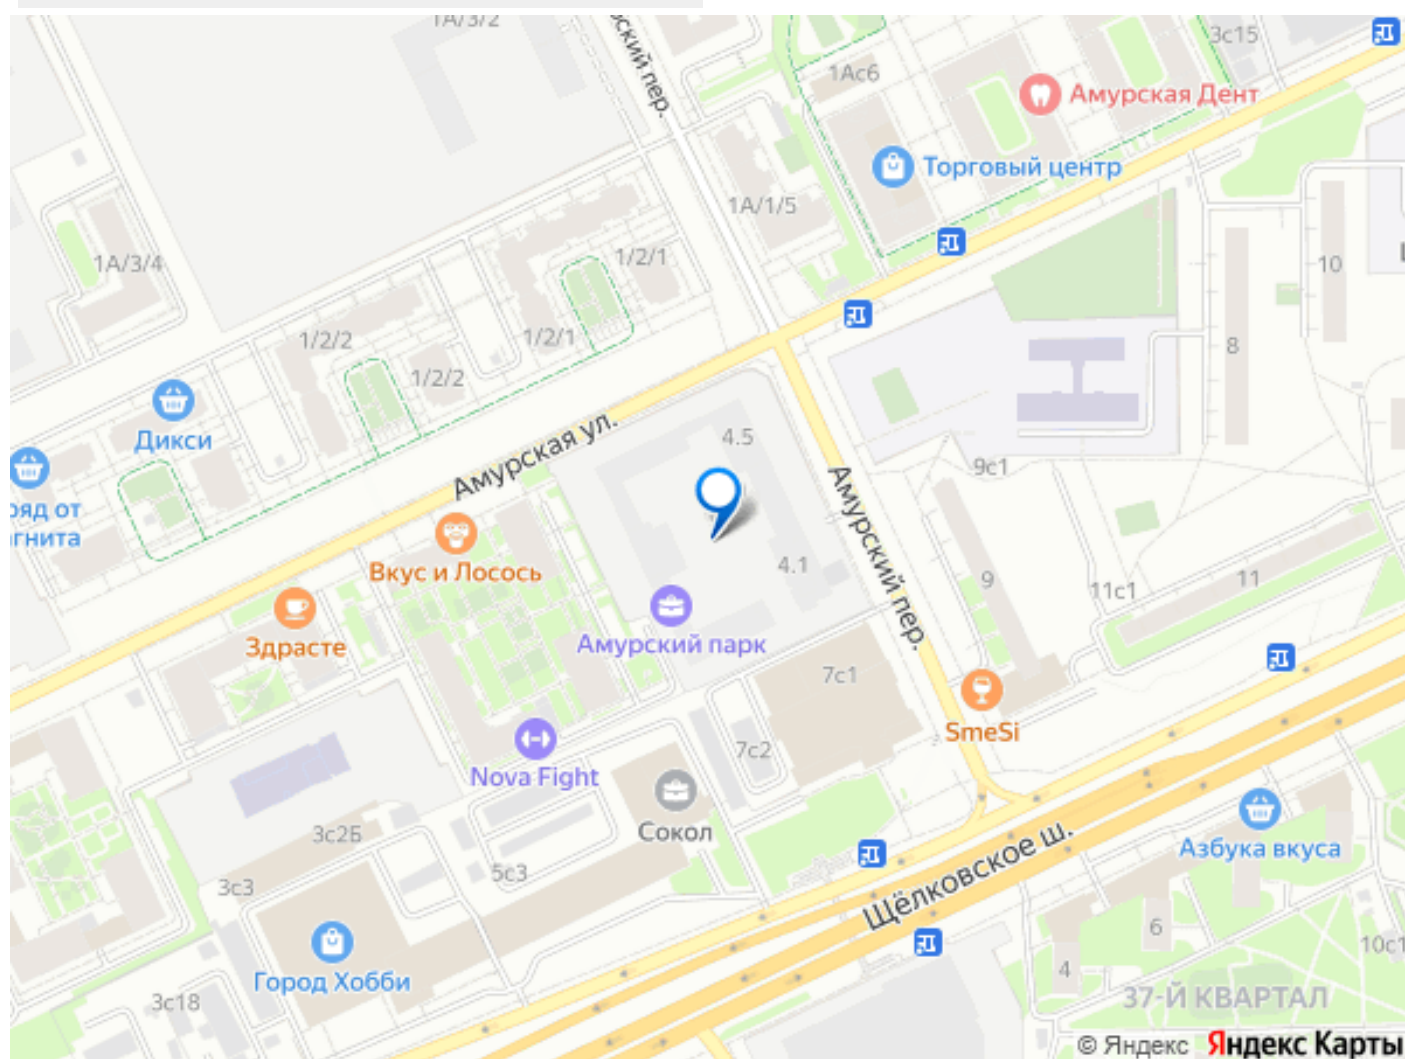 1А/3/2
3с15
ский пер.
1Ас6
Амурская Дент
Торговый центр
1А/1/5
1А/3/4
1/2/1
10
1/2/2
1/2/1
8
1/2/2
Дикси
4.5
Амурская ул.
9с1
ряд от
гнита
Амурский пер.
Вкус и Лосось
4.1
9
11с1
11
Здрасте
Амурский парк
7с1
SmeSi
7с2
Nova Fight
Сокол
3с2Б
Щёлковское ш.
Азбука вкуса
5с3
3с3
6
10с1
Город Хобби
4
3с18
37-Й КВАРТАЛ
© Яндекс Яндекс Карты